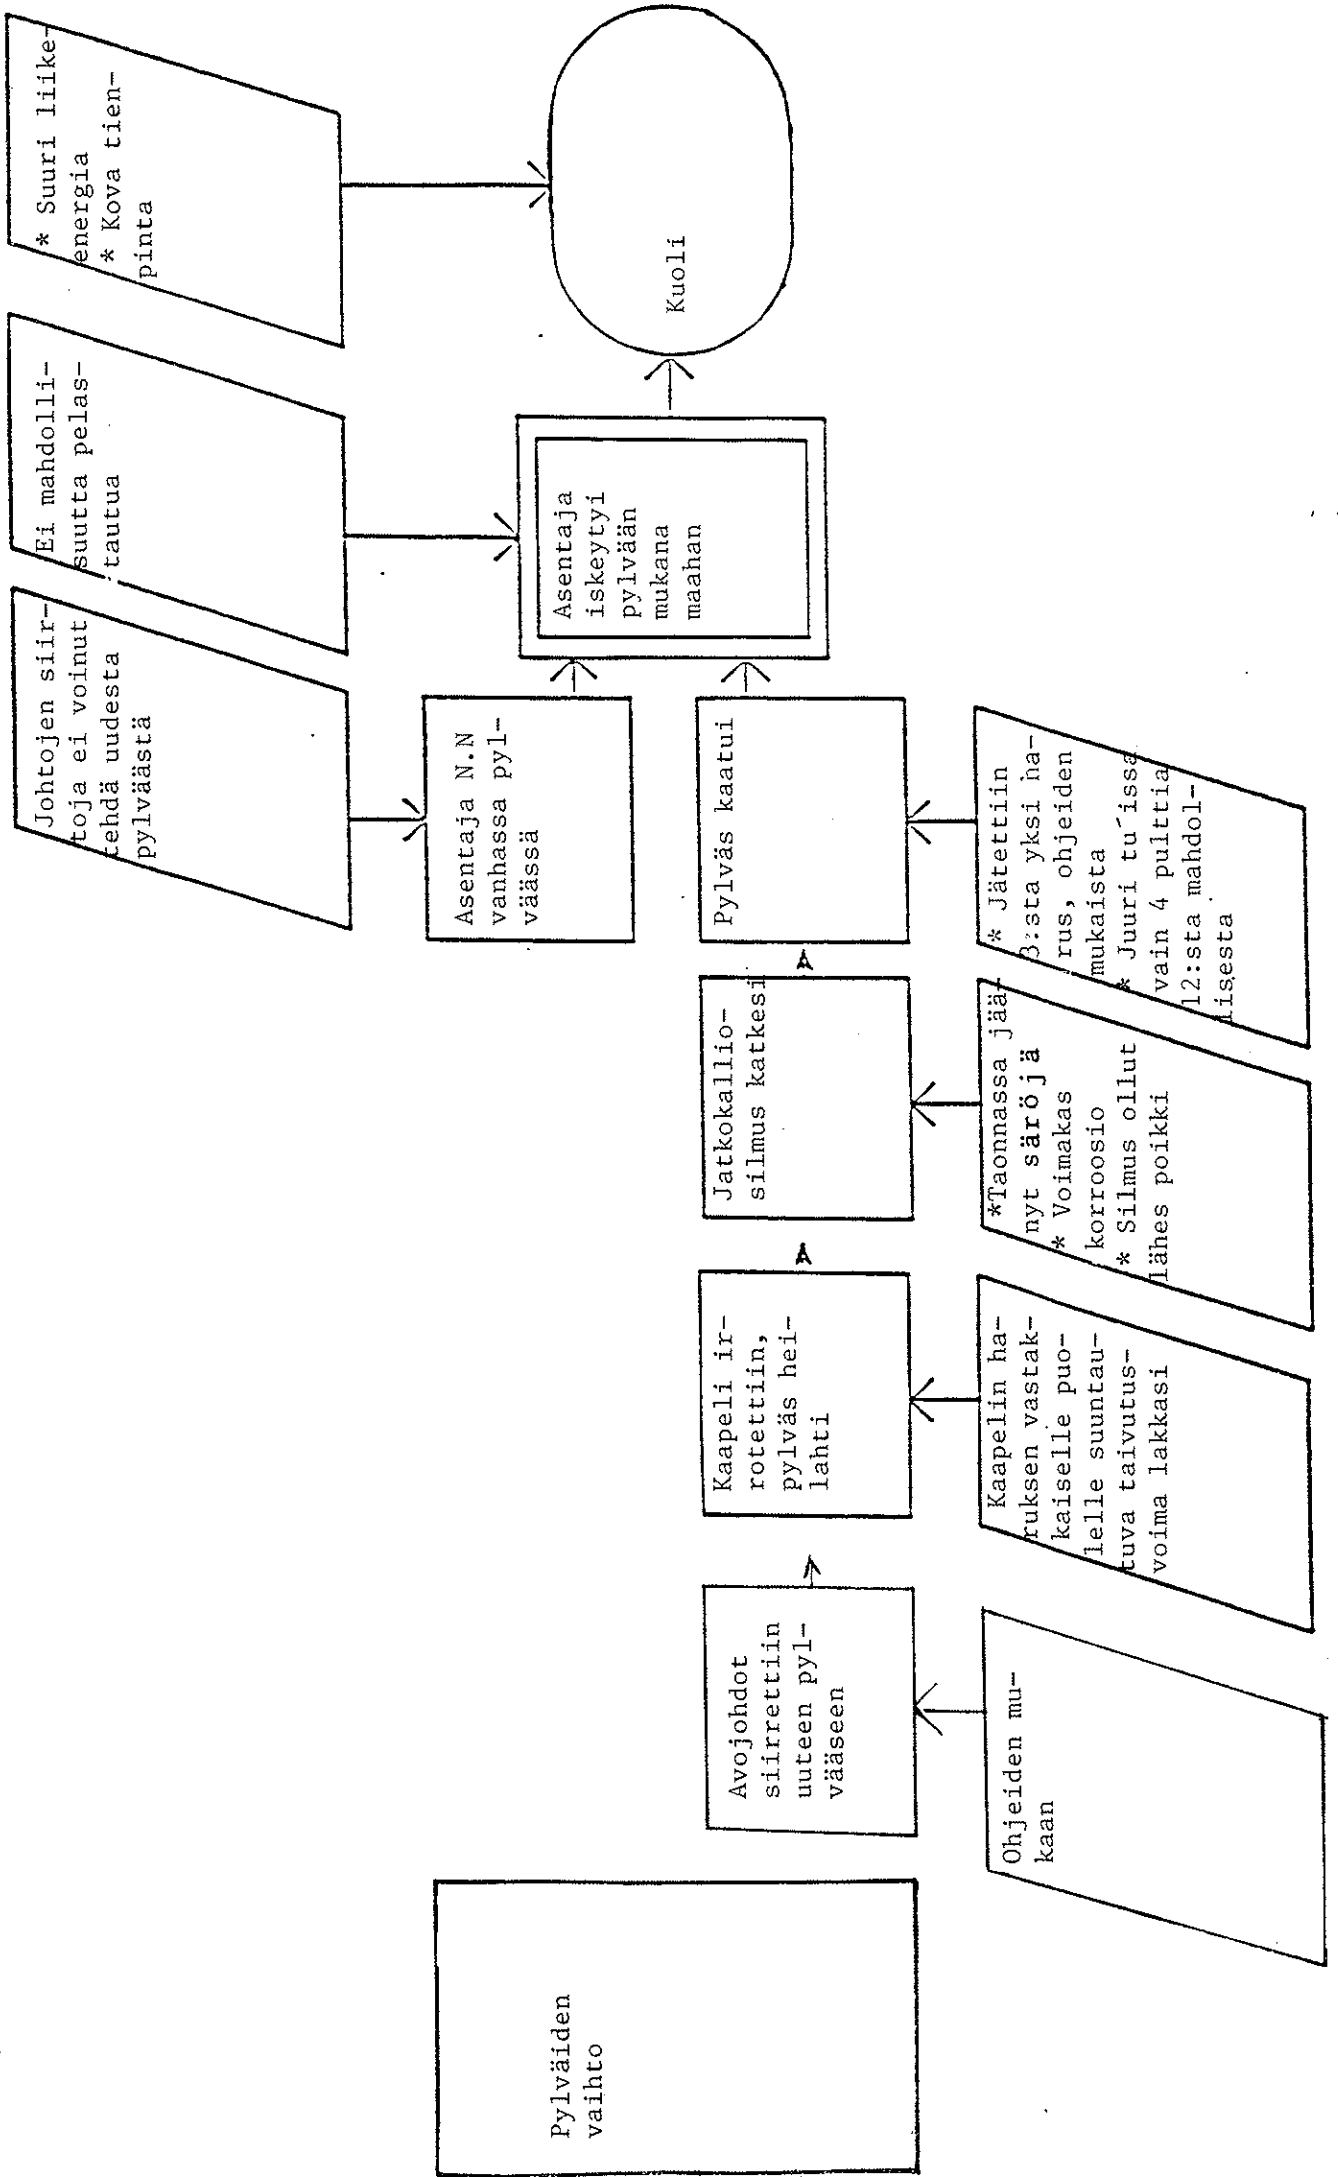 Pylväiden
vaihto
Avojohdot
siirrettiin
uuteen pyl-
vääseen
Ohjeiden mu-
kaan
Kaapeli ir-
rotettiin,
pylväs hei-
lahti
Kaapelin ha-
ruksen vastak-
kaiselle puo-
lelle suuntau-
tuva taivutus-
voima lakkasi
Jatkokallio-
silmus katkesi
*Taonnassa jää-
nyt säröjä
* Voimakas
korroosio
* Silmus ollut
lähes poikki
Pylväs kaatui
* Jätettiin
3:sta yksi ha-
rus, ohjeiden
mukaista
* Juuri tu´issa
vain 4 pulttia
12:sta mahdol-
lisesta
Johtojen siir-
toja ei voinut
tehdä uudesta
pylväästä
Asentaja N.N
vanhassa pyl-
väässä
Ei mahdolli-
suutta pelas-
tautua
Asentaja
iskeytyi
pylvään
mukana
maahan
* Suuri liike-
energia
* Kova tien-
pinta
Kuoli